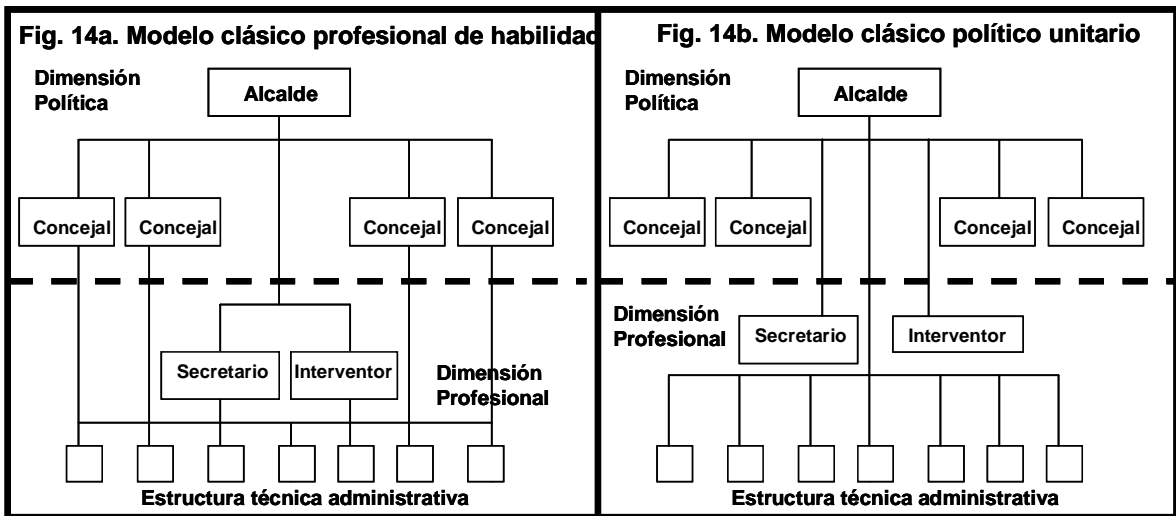 Fig. 14a. Modelo clásico profesional de habilidad
Dimensión
Política
Alcalde
Concejal
Concejal
Concejal
Concejal
Secretario
Interventor
Dimensión
Profesional
Estructura técnica administrativa
Fig. 14b. Modelo clásico político unitario
Dimensión
Política
Alcalde
Concejal
Concejal
Concejal
Concejal
Dimensión
Profesional
Secretario
Interventor
Estructura técnica administrativa